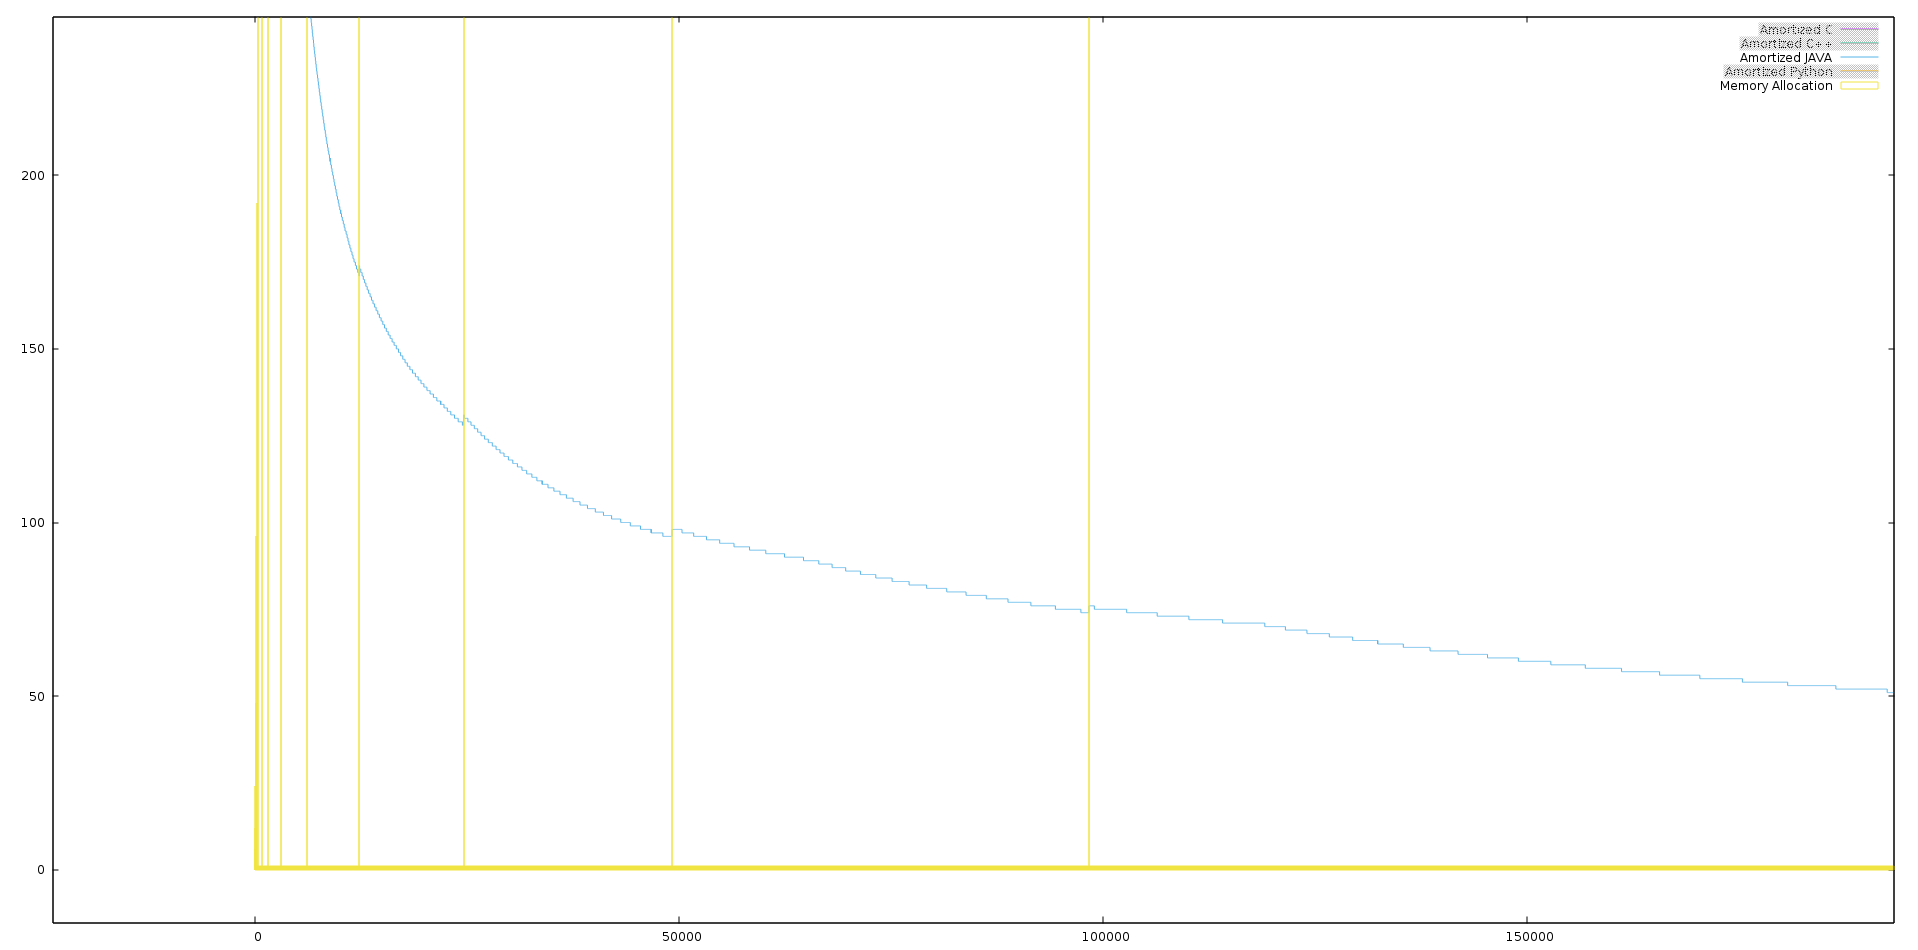 Amortized C
Amortized C++
Amortized JAVA
Amortized Python
Memory Allocation
200
150
100
50
0
0 50000 100000 150000